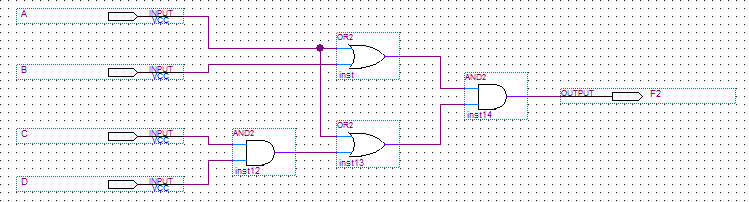 A INPUT
VCC
OR2
B INPUT
VCC
inst
AND2
OUTPUT F2
inst14
C INPUT
VCC
AND2
OR2
inst12
inst13
D INPUT
VCC